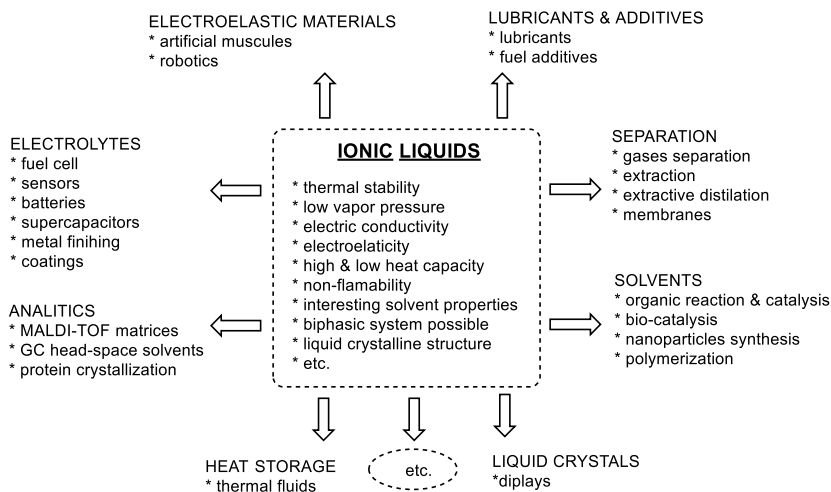 ELECTROELASTIC MATERIALS
* artificial muscules
* robotics
LUBRICANTS & ADDITIVES
* lubricants
* fuel additives
ELECTROLYTES
* fuel cell
* sensors
* batteries
* supercapacitors
* metal finihing
* coatings
IONIC LIQUIDS
* thermal stability
* low vapor pressure
* electric conductivity
* electroelaticity
* high & low heat capacity
* non-flamability
* interesting solvent properties
* biphasic system possible
* liquid crystalline structure
* etc.
SEPARATION
* gases separation
* extraction
* extractive distilation
* membranes
ANALITICS
* MALDI-TOF matrices
* GC head-space solvents
* protein crystallization
SOLVENTS
* organic reaction & catalysis
* bio-catalysis
* nanoparticles synthesis
* polymerization
HEAT STORAGE
* thermal fluids
etc.
LIQUID CRYSTALS
*diplays